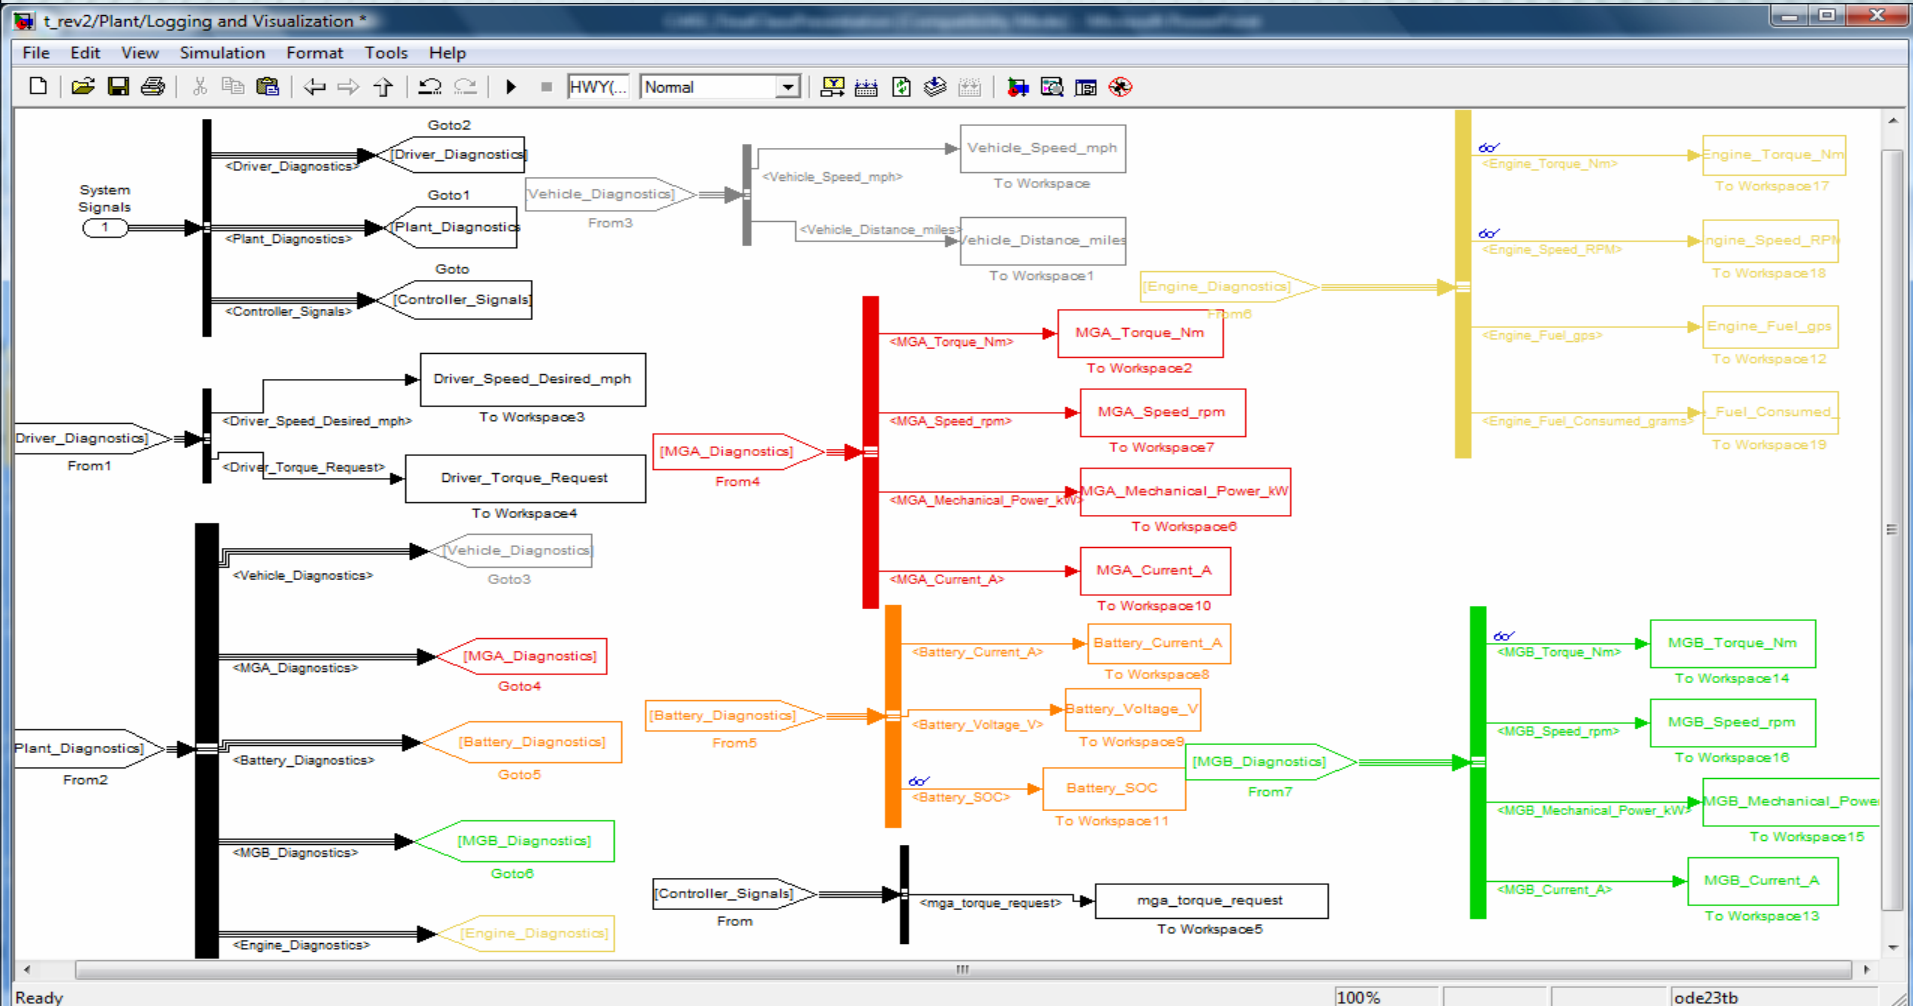 t_rev2/Plant/Logging and Visualization *
File Edit View Simulation Format Tools Help
HWY(... Normal
System
Signals
1
<Driver_Diagnostics>
Goto2
[Driver_Diagnostics]
<Plant_Diagnostics>
Goto1
[Plant_Diagnostics
<Controller_Signals>
Goto
[Controller_Signals]
Driver_Diagnostics]
From1
<Driver_Speed_Desired_mph>
Driver_Speed_Desired_mph
To Workspace3
<Driver_Torque_Request>
Driver_Torque_Request
To Workspace4
Plant_Diagnostics]
From2
<Vehicle_Diagnostics>
[Vehicle_Diagnostics]
Goto3
<MGA_Diagnostics>
[MGA_Diagnostics]
Goto4
<Battery_Diagnostics>
[Battery_Diagnostics]
Goto5
<MGB_Diagnostics>
[MGB_Diagnostics]
Goto6
<Engine_Diagnostics>
[Engine_Diagnostics]
Vehicle_Diagnostics]
From3
<Vehicle_Speed_mph>
Vehicle_Speed_mph
To Workspace
<Vehicle_Distance_miles>
Vehicle_Distance_miles
To Workspace1
[MGA_Diagnostics]
From4
<MGA_Torque_Nm>
MGA_Torque_Nm
To Workspace2
<MGA_Speed_rpm>
MGA_Speed_rpm
To Workspace7
<MGA_Mechanical_Power_kW>
MGA_Mechanical_Power_kW
To Workspace6
<MGA_Current_A>
MGA_Current_A
To Workspace10
[Battery_Diagnostics]
From5
<Battery_Current_A>
Battery_Current_A
To Workspace8
<Battery_Voltage_V>
Battery_Voltage_V
To Workspace9
<Battery_SOC>
Battery_SOC
To Workspace11
[Controller_Signals]
From
<mga_torque_request>
mga_torque_request
To Workspace5
[Engine_Diagnostics]
From6
<Engine_Torque_Nm>
Engine_Torque_Nm
To Workspace17
<Engine_Speed_RPM>
ngine_Speed_RPM
To Workspace18
<Engine_Fuel_gps>
Engine_Fuel_gps
To Workspace12
<Engine_Fuel_Consumed_grams>
_Fuel_Consumed_
To Workspace19
[MGB_Diagnostics]
From7
<MGB_Torque_Nm>
MGB_Torque_Nm
To Workspace14
<MGB_Speed_rpm>
MGB_Speed_rpm
To Workspace16
<MGB_Mechanical_Power_kW>
MGB_Mechanical_Powe
To Workspace15
<MGB_Current_A>
MGB_Current_A
To Workspace13
Ready 100% ode23tb